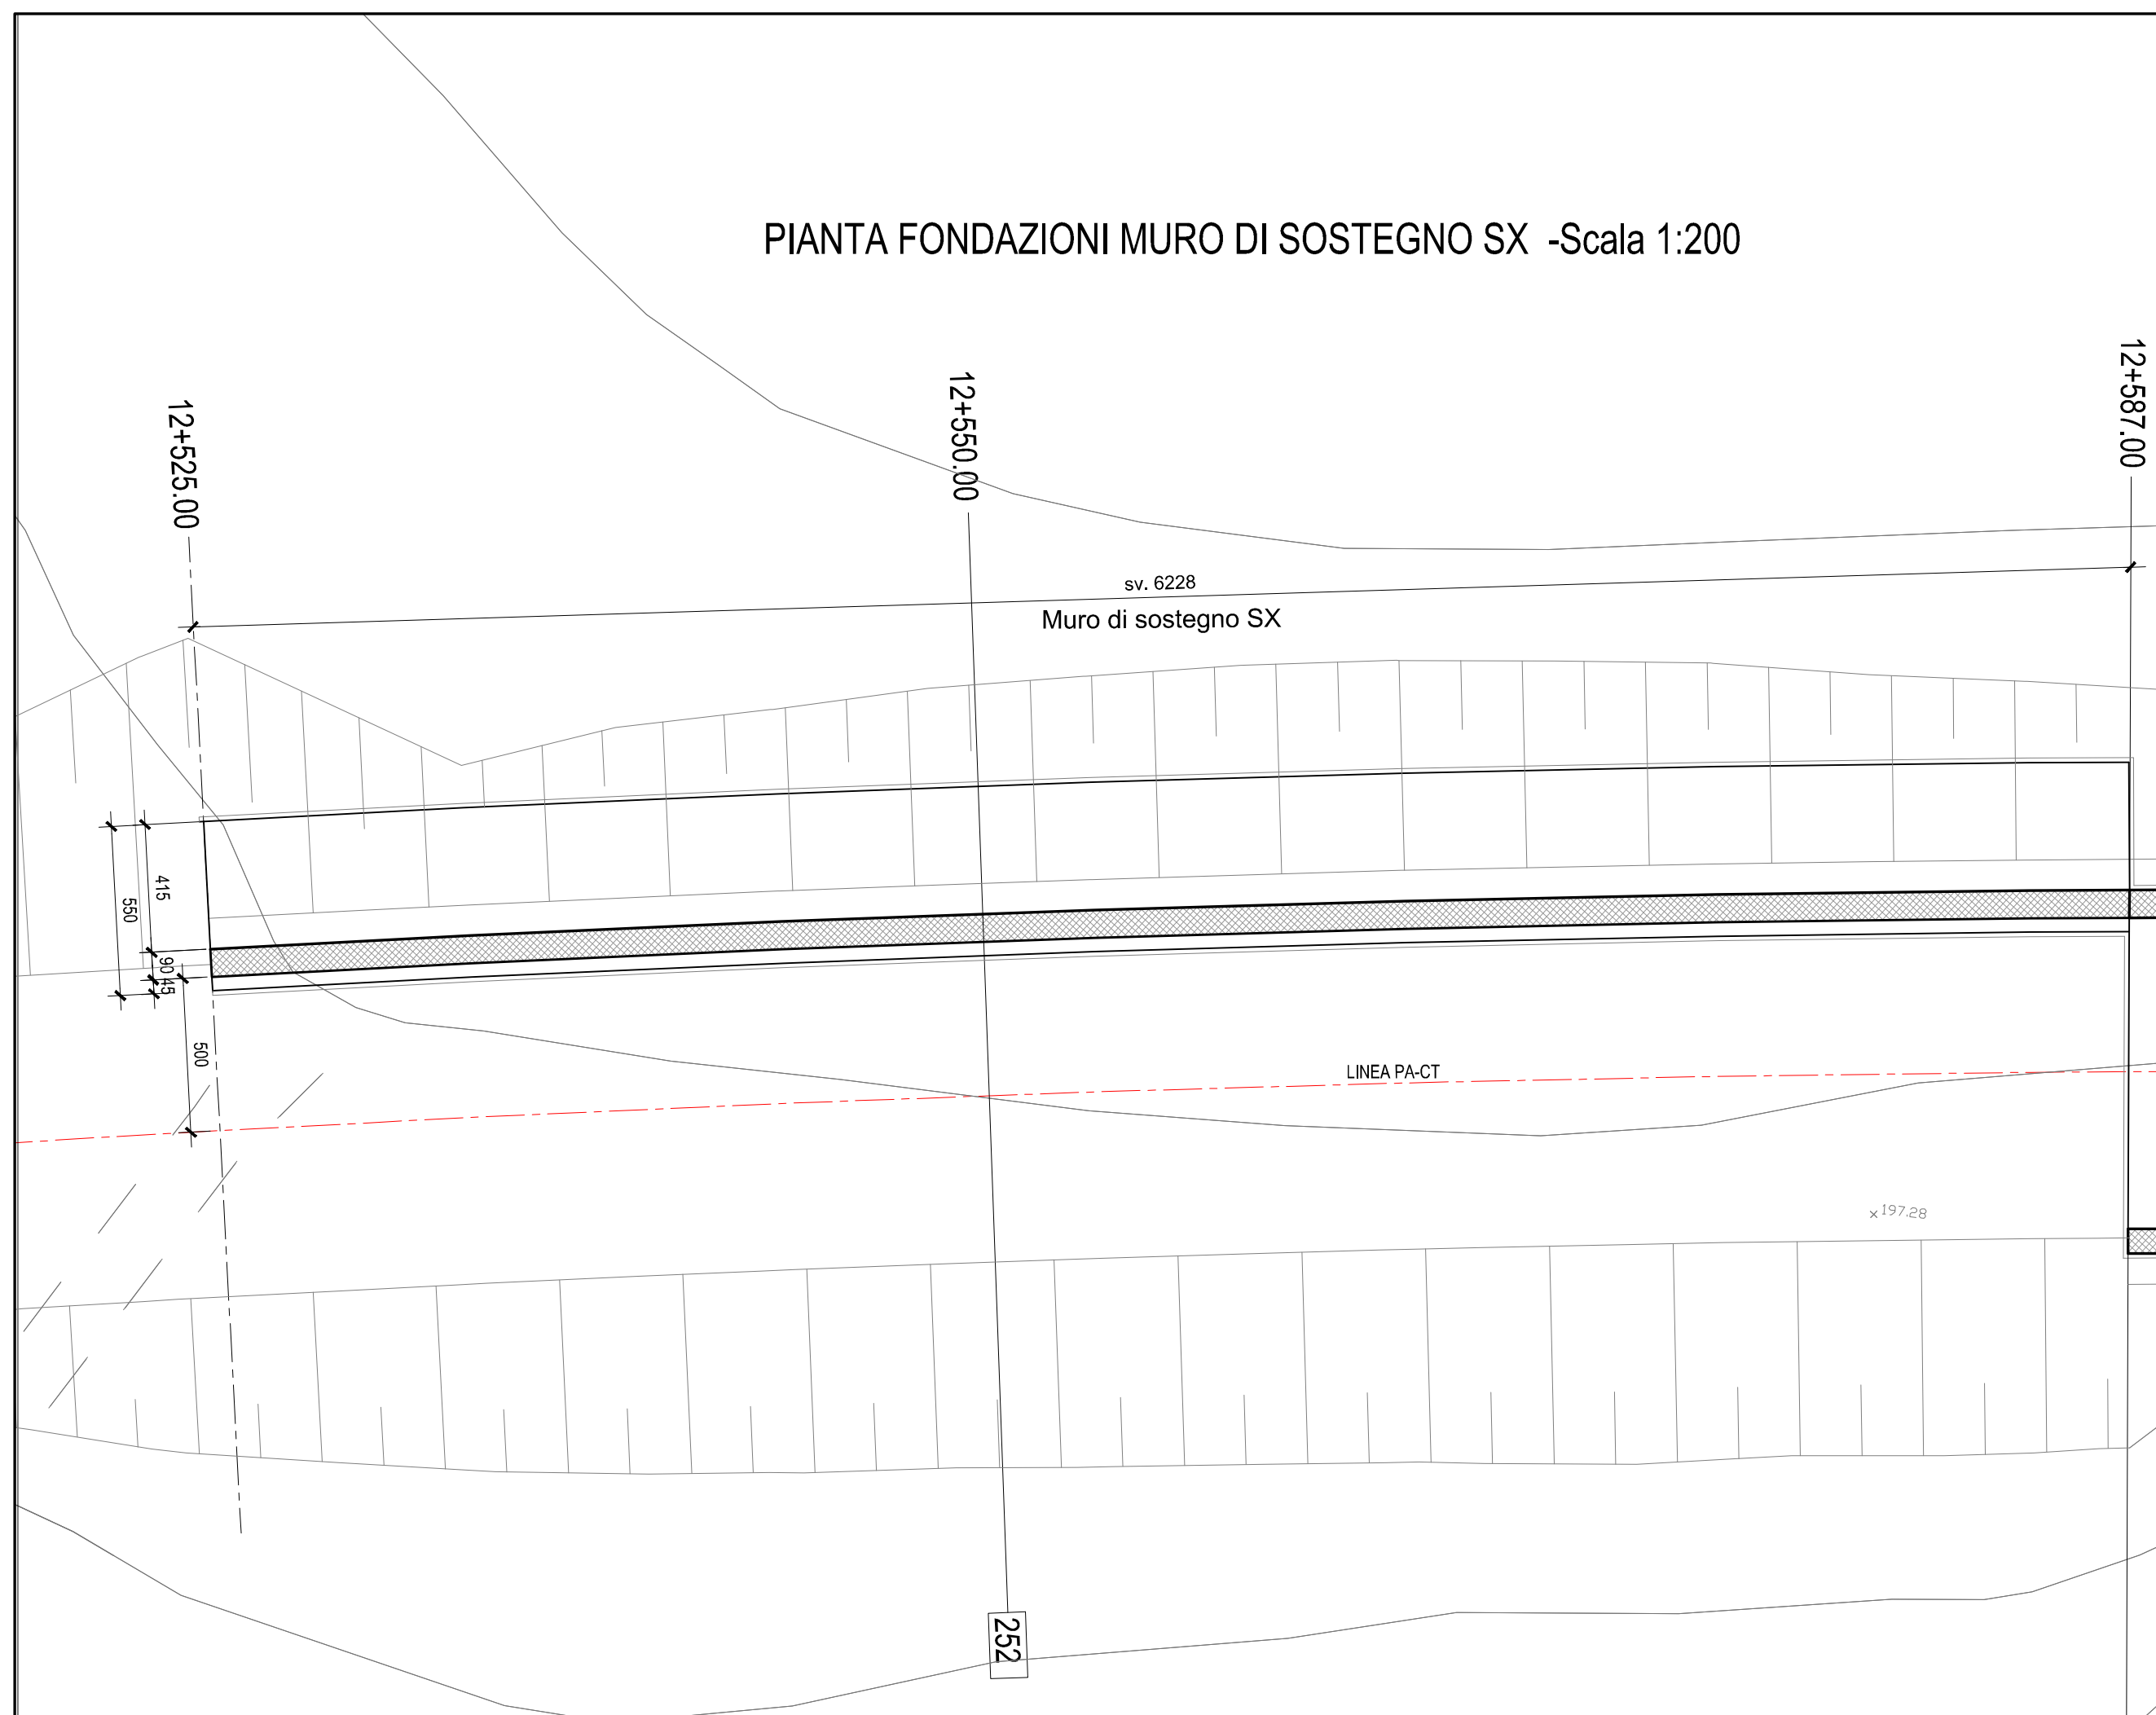 PIANTA FONDAZIONI MURO DI SOSTEGNO SX -Scala 1:200
12+525.00
12+550.00
12+587.00
sv. 6228
Muro di sostegno SX
415
550
90
45
500
LINEA PA-CT
×197.28
252